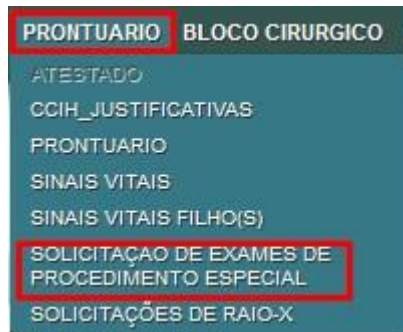 PRONTUARIO BLOCO CIRURGICO
ATESTADO
CCIH_JUSTIFICATIVAS
PRONTUARIO
SINAIS VITAIS
SINAIS VITAIS FILHO(S)
SOLICITAÇAO DE EXAMES DE
PROCEDIMENTO ESPECIAL
SOLICITAÇÕES DE RAIO-X